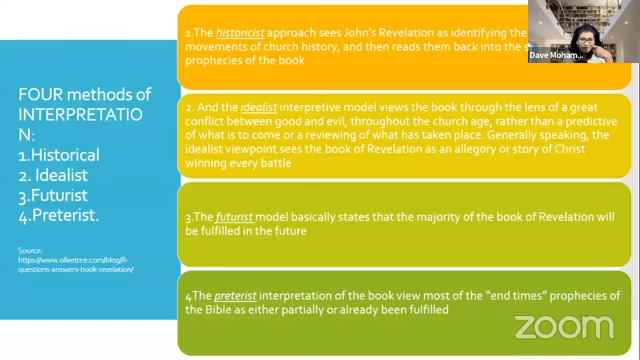 FOUR methods of
INTERPRETATIO
N:
1.Historical
2. Idealist
3.Futurist
4.Preterist.
Source:
https://www.olivetree.com/blog/8-
questions-answers-book-revelation/
1.The historicist approach sees John's Revelation as identifying the
movements of church history, and then reads them back into the s
prophecies of the book
2. And the idealist interpretive model views the book through the lens of a great
conflict between good and evil, throughout the church age, rather than a predictive
of what is to come or a reviewing of what has taken place. Generally speaking, the
idealist viewpoint sees the book of Revelation as an allegory or story of Christ
winning every battle
3.The futurist model basically states that the majority of the book of Revelation will
be fulfilled in the future
4The preterist interpretation of the book view most of the "end times" prophecies of
the Bible as either partially or already been fulfilled
Dave Moham...
zoom